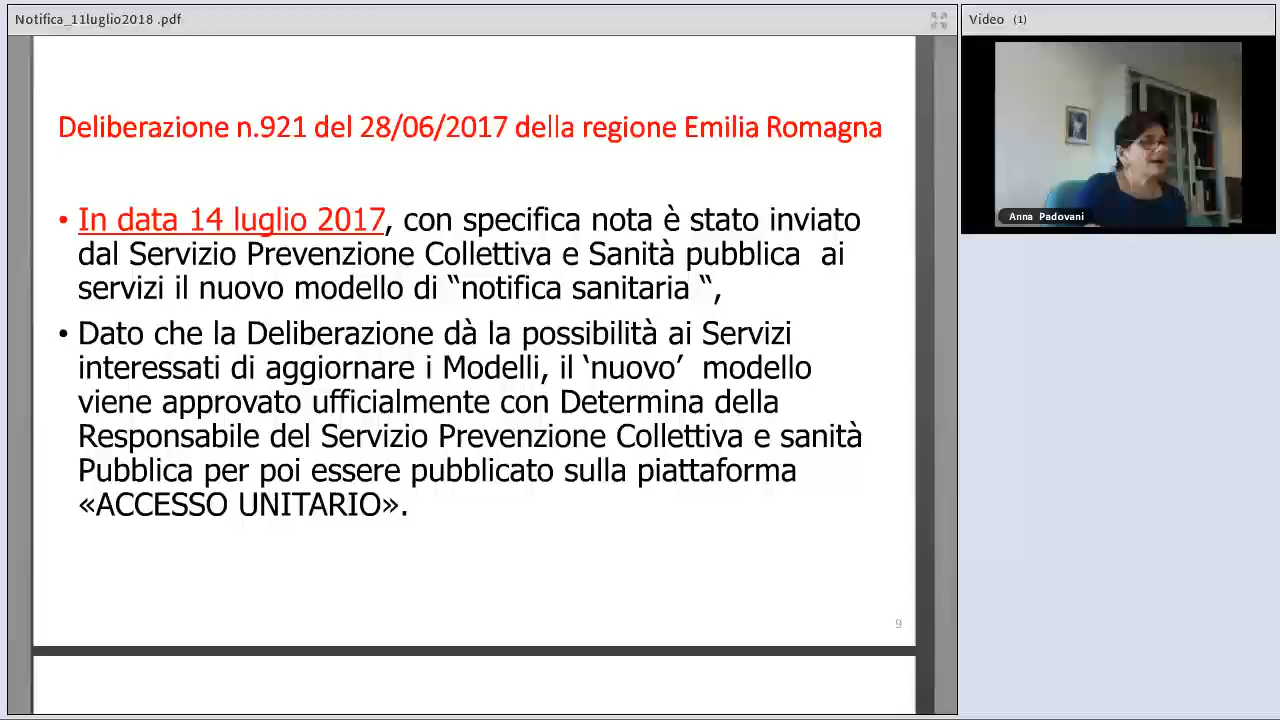 Notifica_11luglio2018 .pdf
Video (1)
Deliberazione n.921 del 28/06/2017 della regione Emilia Romagna
Anna Padovani
• In data 14 luglio 2017, con specifica nota è stato inviato
dal Servizio Prevenzione Collettiva e Sanità pubblica ai
servizi il nuovo modello di “notifica sanitaria “,
• Dato che la Deliberazione dà la possibilità ai Servizi
interessati di aggiornare i Modelli, il ‘nuovo’ modello
viene approvato ufficialmente con Determina della
Responsabile del Servizio Prevenzione Collettiva e sanità
Pubblica per poi essere pubblicato sulla piattaforma
«ACCESSO UNITARIO».
9